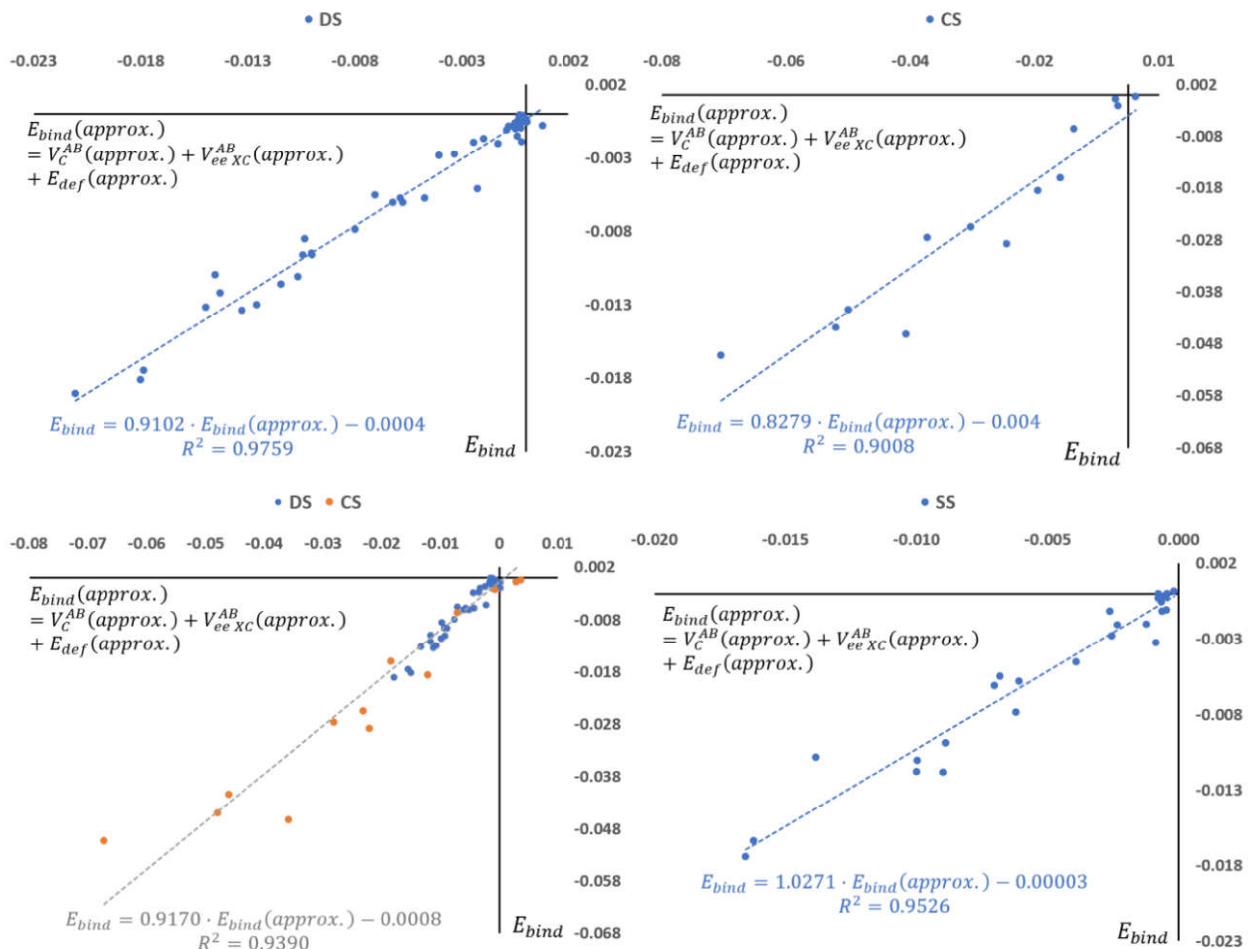 DS
-0.023 -0.018 -0.013 -0.008 -0.003 0.002
0.002
E_bind(approx.)
= V_C^AB(approx.) + V_ee XC^AB(approx.)
+ E_def(approx.)
-0.003
-0.008
-0.013
-0.018
E_bind = 0.9102 · E_bind(approx.) − 0.0004
R² = 0.9759
E_bind
-0.023
CS
-0.08 -0.06 -0.04 -0.02 0.01
0.002
E_bind(approx.)
= V_C^AB(approx.) + V_ee XC^AB(approx.)
+ E_def(approx.)
-0.008
-0.018
-0.028
-0.038
-0.048
-0.058
E_bind = 0.8279 · E_bind(approx.) − 0.004
R² = 0.9008
E_bind
-0.068
DS CS
-0.08 -0.07 -0.06 -0.05 -0.04 -0.03 -0.02 -0.01 0 0.01
0.002
E_bind(approx.)
= V_C^AB(approx.) + V_ee XC^AB(approx.)
+ E_def(approx.)
-0.008
-0.018
-0.028
-0.038
-0.048
-0.058
E_bind = 0.9170 · E_bind(approx.) − 0.0008
R² = 0.9390
E_bind
-0.068
SS
-0.020 -0.015 -0.010 -0.005 0.000
0.002
E_bind(approx.)
= V_C^AB(approx.) + V_ee XC^AB(approx.)
+ E_def(approx.)
-0.003
-0.008
-0.013
-0.018
E_bind = 1.0271 · E_bind(approx.) − 0.00003
R² = 0.9526
E_bind
-0.023